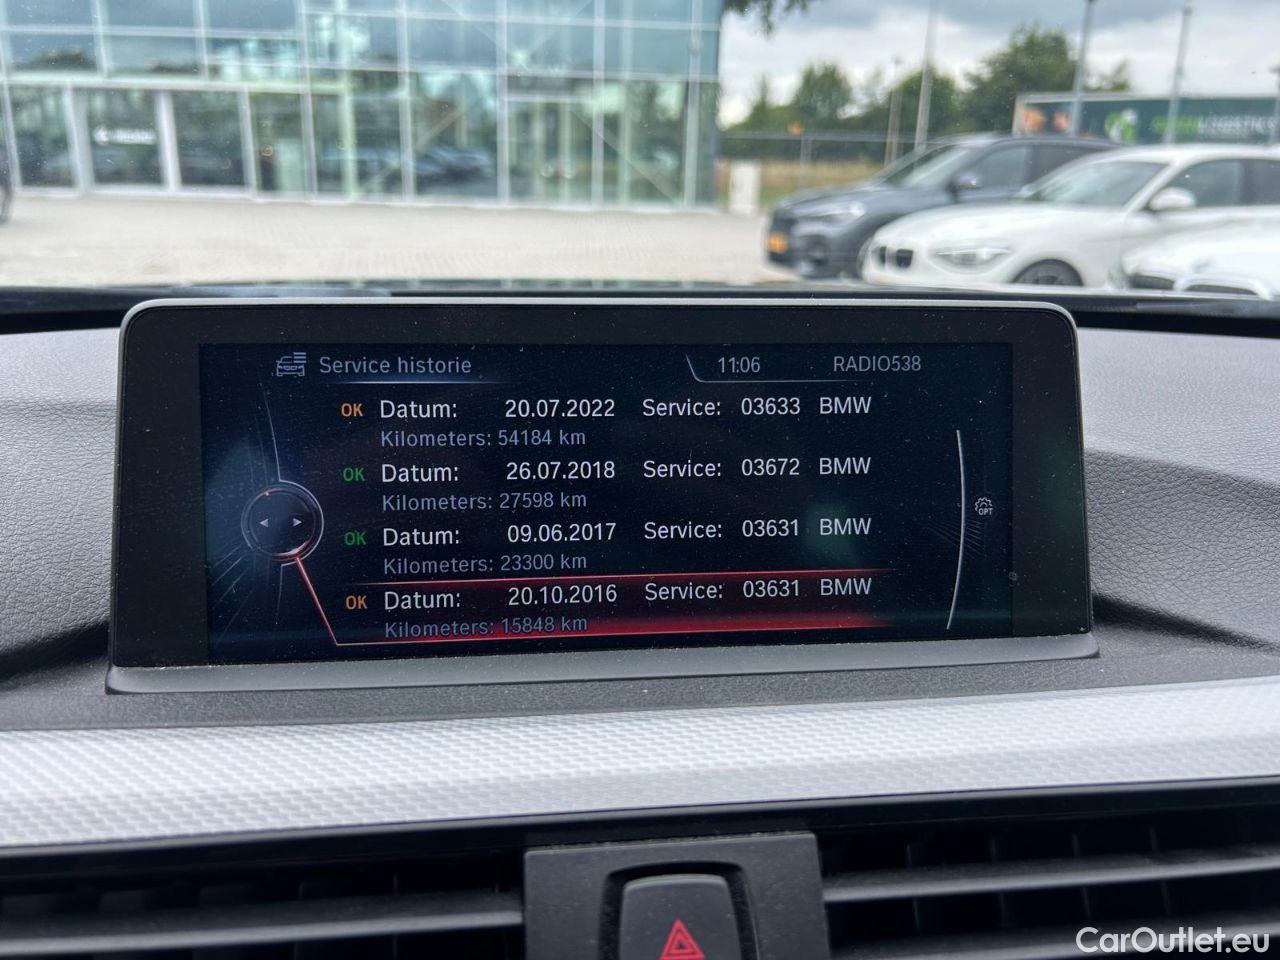 Service historie 11:06 RADIO538
OK Datum: 20.07.2022 Service: 03633 BMW
Kilometers: 54184 km
OK Datum: 26.07.2018 Service: 03672 BMW
Kilometers: 27598 km
OPT
OK Datum: 09.06.2017 Service: 03631 BMW
Kilometers: 23300 km
OK Datum: 20.10.2016 Service: 03631 BMW
Kilometers: 15848 km
CarOutlet.eu